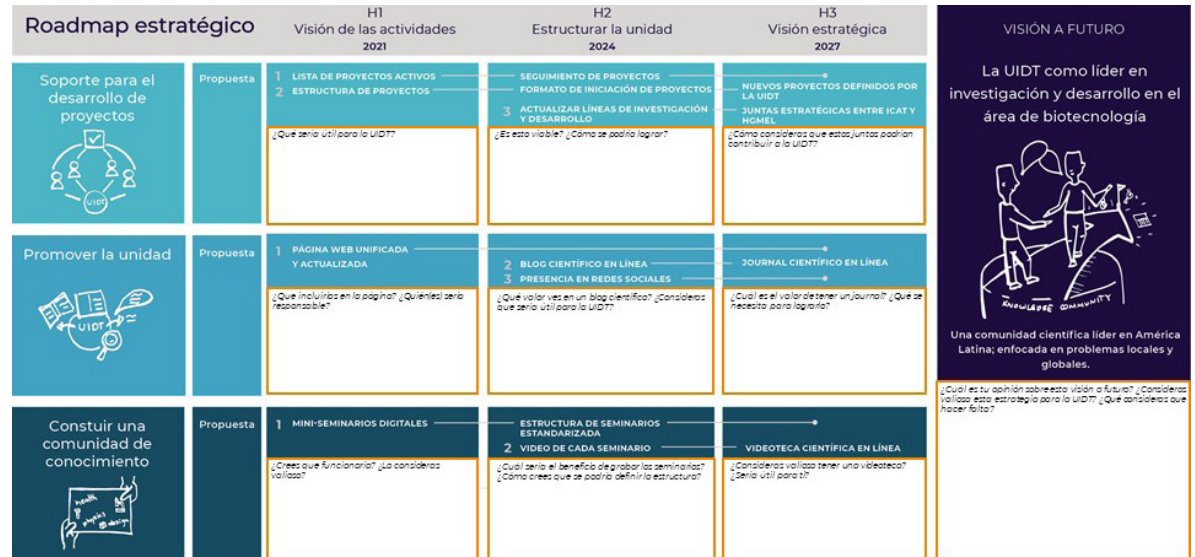 Roadmap estratégico
H1
Visión de las actividades
2021
H2
Estructurar la unidad
2024
H3
Visión estratégica
2027
Soporte para el
desarrollo de
proyectos
UIDT
Propuesta
1 LISTA DE PROYECTOS ACTIVOS
2 ESTRUCTURA DE PROYECTOS
SEGUIMIENTO DE PROYECTOS
FORMATO DE INICIACIÓN DE PROYECTOS
3 ACTUALIZAR LÍNEAS DE INVESTIGACIÓN
Y DESARROLLO
NUEVOS PROYECTOS DEFINIDOS POR
LA UIDT
JUNTAS ESTRATÉGICAS ENTRE ICAT Y
HGMEL
¿Qué sería útil para la UIDT?
¿Es esto viable? ¿Cómo se podría lograr?
¿Cómo consideras que estas juntas podrían
contribuir a la UIDT?
Promover la unidad
UIDT
Propuesta
1 PÁGINA WEB UNIFICADA
Y ACTUALIZADA
2 BLOG CIENTÍFICO EN LÍNEA
3 PRESENCIA EN REDES SOCIALES
JOURNAL CIENTÍFICO EN LÍNEA
¿Que incluirías en la página? ¿Quién(es) sería
responsable?
¿Qué valor ves en un blog científico? ¿Consideras
que sería útil para la UIDT?
¿Cuál es el valor de tener un journal? ¿Qué se
necesita para lograrlo?
Constuir una
comunidad de
conocimiento
health
physics
design
Propuesta
1 MINI-SEMINARIOS DIGITALES
ESTRUCTURA DE SEMINARIOS
ESTANDARIZADA
2 VIDEO DE CADA SEMINARIO
VIDEOTECA CIENTÍFICA EN LÍNEA
¿Crees que funcionaría? ¿Lo consideras
valioso?
¿Cuál sería el beneficio de grabar los seminarios?
¿Cómo crees que se podría definir la estructura?
¿Consideras valioso tener una videoteca?
¿Sería útil para ti?
VISIÓN A FUTURO
La UIDT como líder en
investigación y desarrollo en el
área de biotecnología
KNOWLEDGE COMMUNITY
Una comunidad científica líder en América
Latina; enfocada en problemas locales y
globales.
¿Cuál es tu opinión sobre esta visión a futuro? ¿Consideras
valiosa esta estrategia para la UIDT? ¿Qué consideras que
hacer falta?